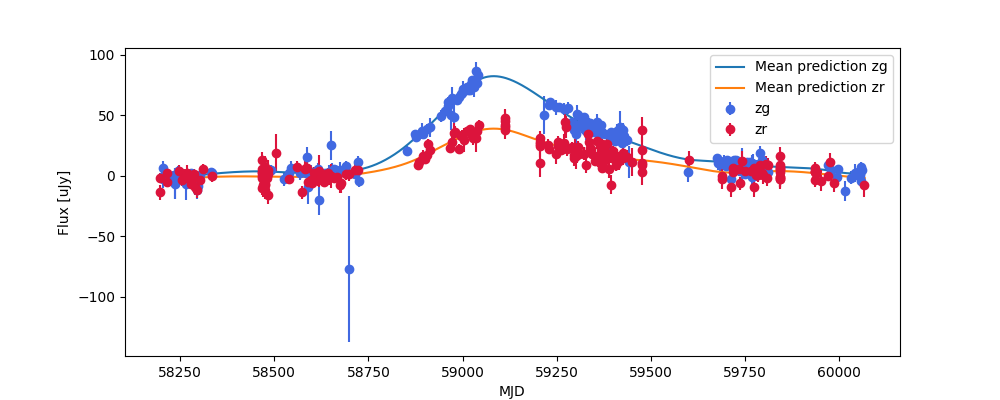 100
50
0
−50
−100
Flux [uJy]
58250
58500
58750
59000
59250
59500
59750
60000
MJD
Mean prediction zg
Mean prediction zr
zg
zr